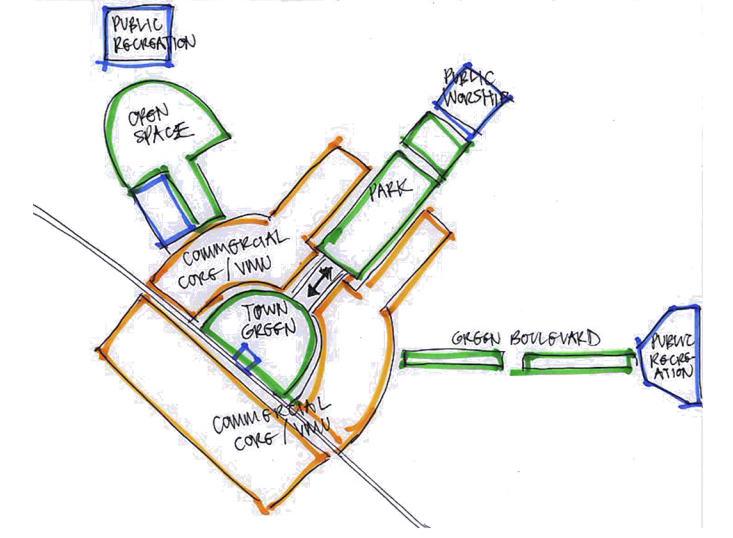 PUBLIC
RECREATION
PUBLIC
WORSHIP
OPEN
SPACE
PARK
COMMERCIAL
CORE/VMU
TOWN
GREEN
GREEN BOULEVARD
PUBLIC
RECRE-
ATION
COMMERCIAL
CORE/VMU